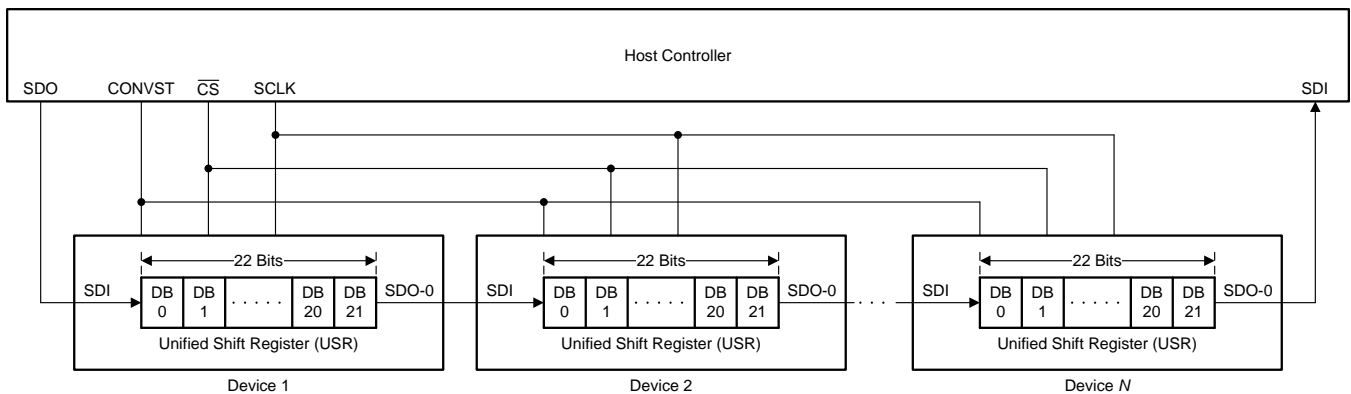 Host Controller
SDO CONVST CS SCLK SDI
22 Bits 22 Bits 22 Bits
SDI DB 0 DB 1 · · · · · DB 20 DB 21 SDO-0 SDI DB 0 DB 1 · · · · · DB 20 DB 21 SDO-0 · · · · SDI DB 0 DB 1 · · · · · DB 20 DB 21 SDO-0
Unified Shift Register (USR) Unified Shift Register (USR) Unified Shift Register (USR)
Device 1 Device 2 Device N